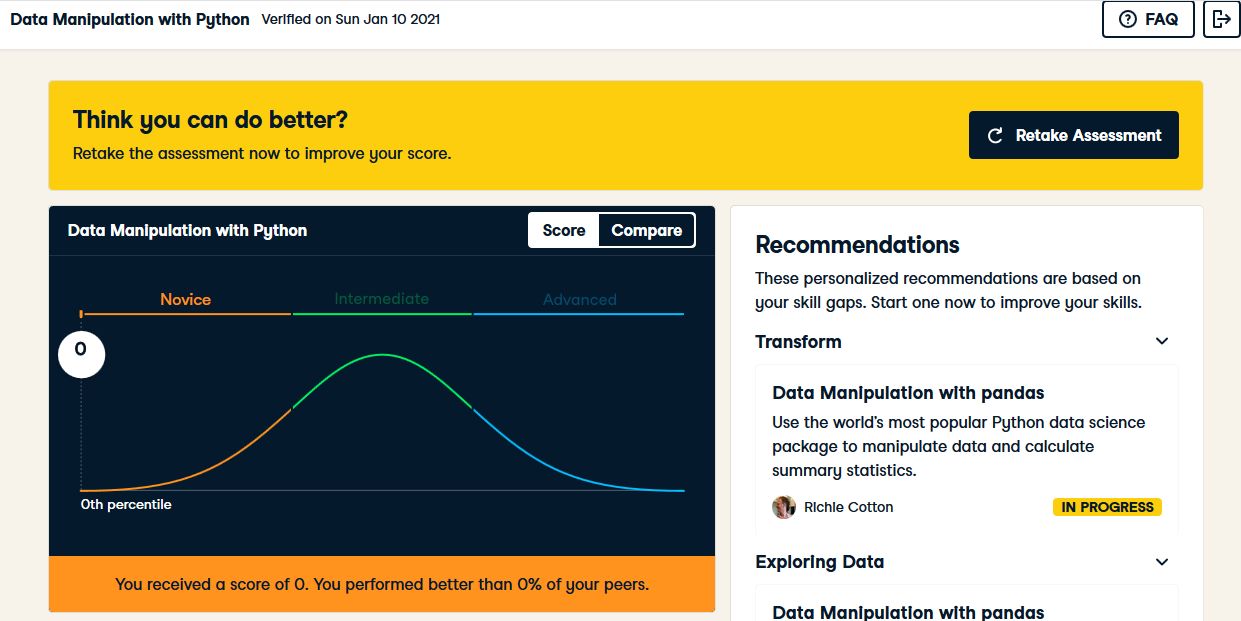 Data Manipulation with Python Verified on Sun Jan 10 2021
FAQ
Think you can do better?
Retake the assessment now to improve your score.
Retake Assessment
Data Manipulation with Python
Score Compare
Novice Intermediate Advanced
0
0th percentile
You received a score of 0. You performed better than 0% of your peers.
Recommendations
These personalized recommendations are based on
your skill gaps. Start one now to improve your skills.
Transform
Data Manipulation with pandas
Use the world's most popular Python data science
package to manipulate data and calculate
summary statistics.
Richie Cotton IN PROGRESS
Exploring Data
Data Manipulation with pandas